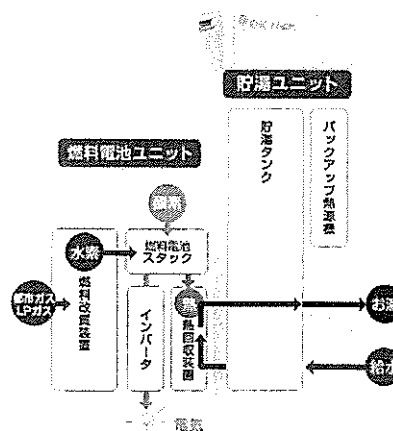 貯湯ユニット
燃料電池ユニット
貯湯タンク
バックアップ熱源機
酸素
水素
燃料電池
スタック
都市ガス
LPガス
燃料改質装置
インバータ
熱
熱回収装置
お湯
給水
電気